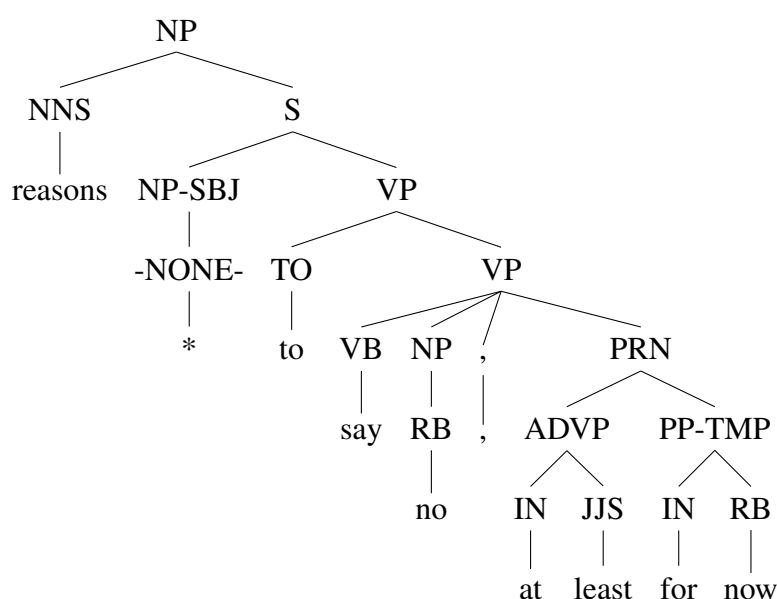 NP
NNS S
reasons NP-SBJ VP
-NONE- TO VP
* to VB NP , PRN
say RB , ADVP PP-TMP
no IN JJS IN RB
at least for now